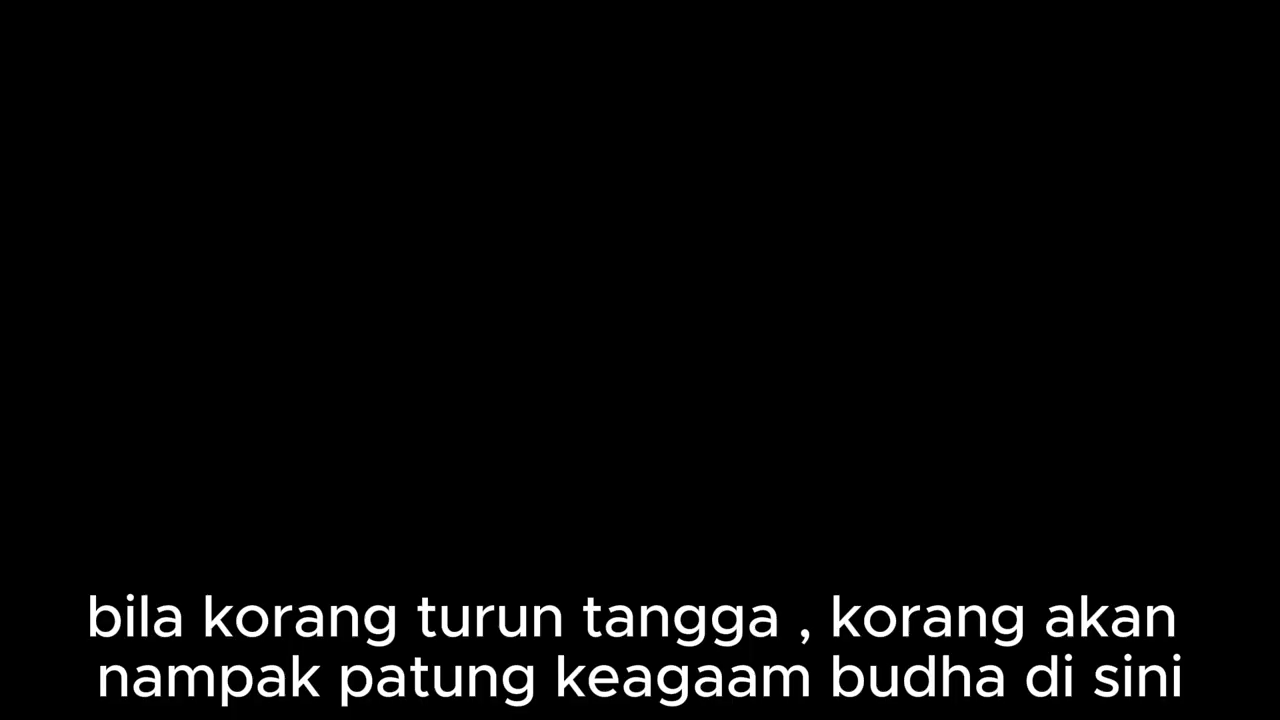 bila korang turun tangga , korang akan
nampak patung keagaam budha di sini